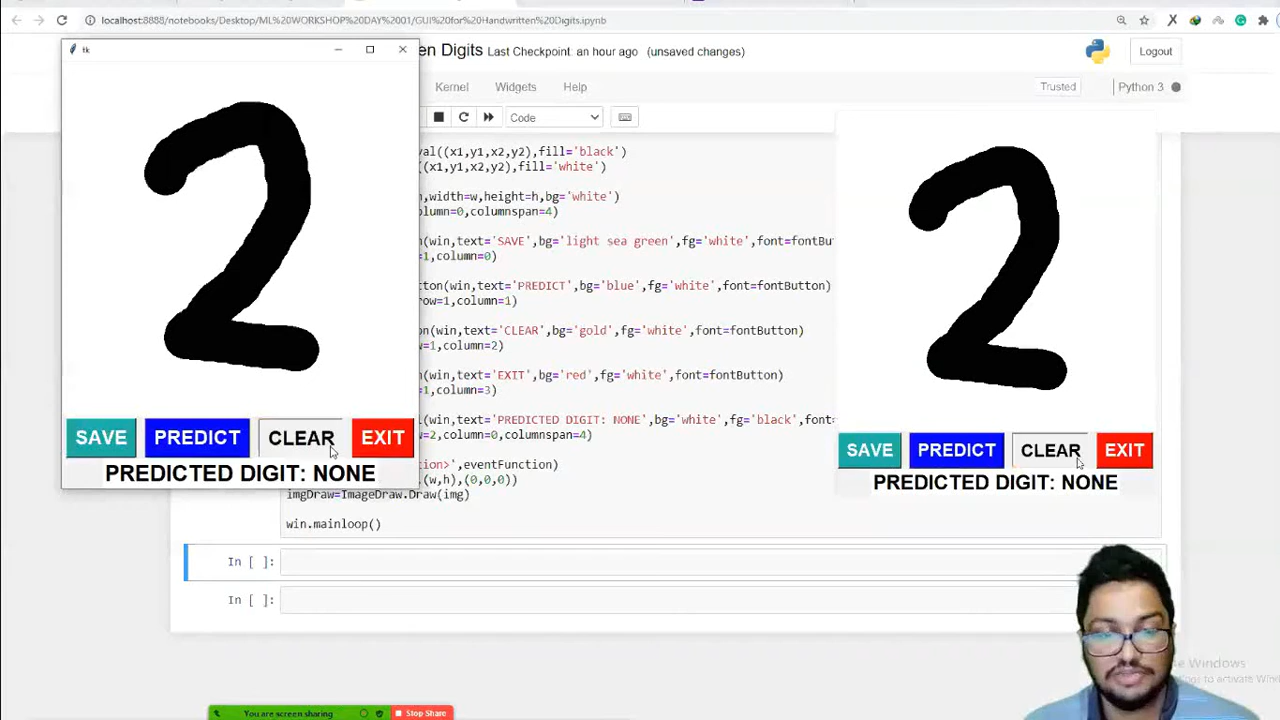 localhost:8888/notebooks/Desktop/ML%20WORKSHOP%20DAY%2001/GUI%20for%20Handwritten%20Digits.ipynb
tk
en Digits Last Checkpoint: an hour ago (unsaved changes)
Logout
Kernel Widgets Help
Trusted
Python 3
Code
val((x1,y1,x2,y2),fill='black')
((x1,y1,x2,y2),fill='white')
,width=w,height=h,bg='white')
olumn=0,columnspan=4)
(win,text='SAVE',bg='light sea green',fg='white',font=fontBu
=1,column=0)
ton(win,text='PREDICT',bg='blue',fg='white',font=fontButton)
row=1,column=1)
n(win,text='CLEAR',bg='gold',fg='white',font=fontButton)
w=1,column=2)
(win,text='EXIT',bg='red',fg='white',font=fontButton)
=1,column=3)
l(win,text='PREDICTED DIGIT: NONE',bg='white',fg='black',font=
w=2,column=0,columnspan=4)
ion>',eventFunction)
(w,h),(0,0,0))
imgDraw=ImageDraw.Draw(img)
win.mainloop()
2
SAVE PREDICT CLEAR EXIT
PREDICTED DIGIT: NONE
2
SAVE PREDICT CLEAR EXIT
PREDICTED DIGIT: NONE
In [ ]:
In [ ]:
e Windows
You are screen sharing
Stop Share